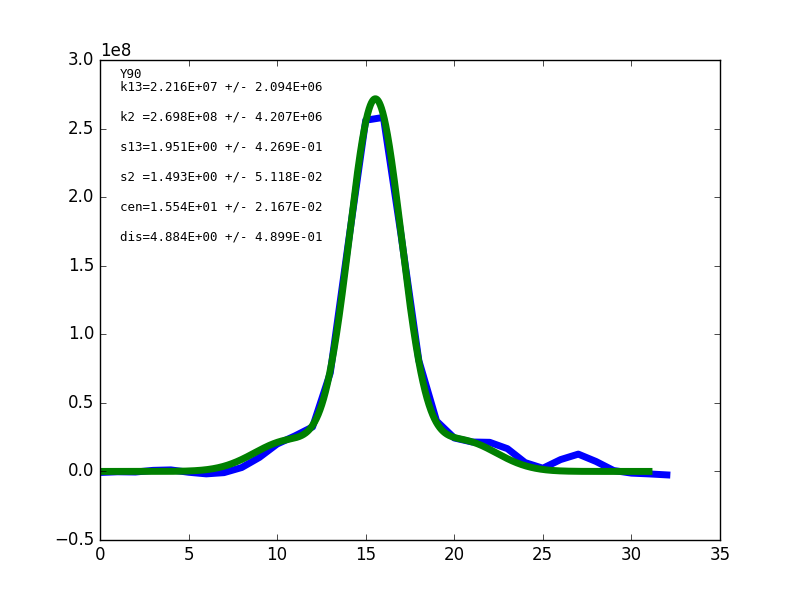 1e8
3.0
Y90
k13=2.216E+07 +/- 2.094E+06
k2 =2.698E+08 +/- 4.207E+06
2.5
s13=1.951E+00 +/- 4.269E-01
s2 =1.493E+00 +/- 5.118E-02
2.0
cen=1.554E+01 +/- 2.167E-02
dis=4.884E+00 +/- 4.899E-01
1.5
1.0
0.5
0.0
−0.5
0 5 10 15 20 25 30 35